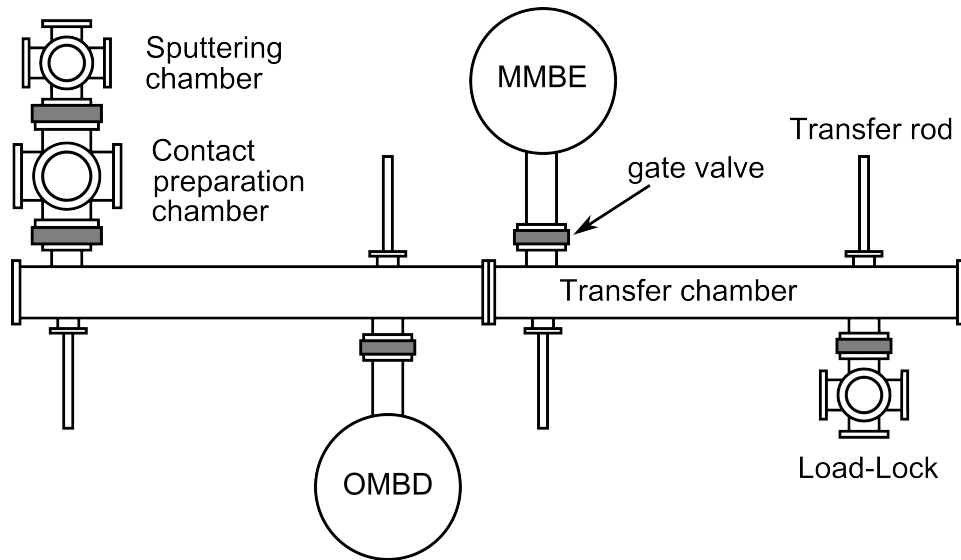 Sputtering
chamber
MMBE
Transfer rod
Contact
preparation
chamber
gate valve
Transfer chamber
OMBD
Load-Lock